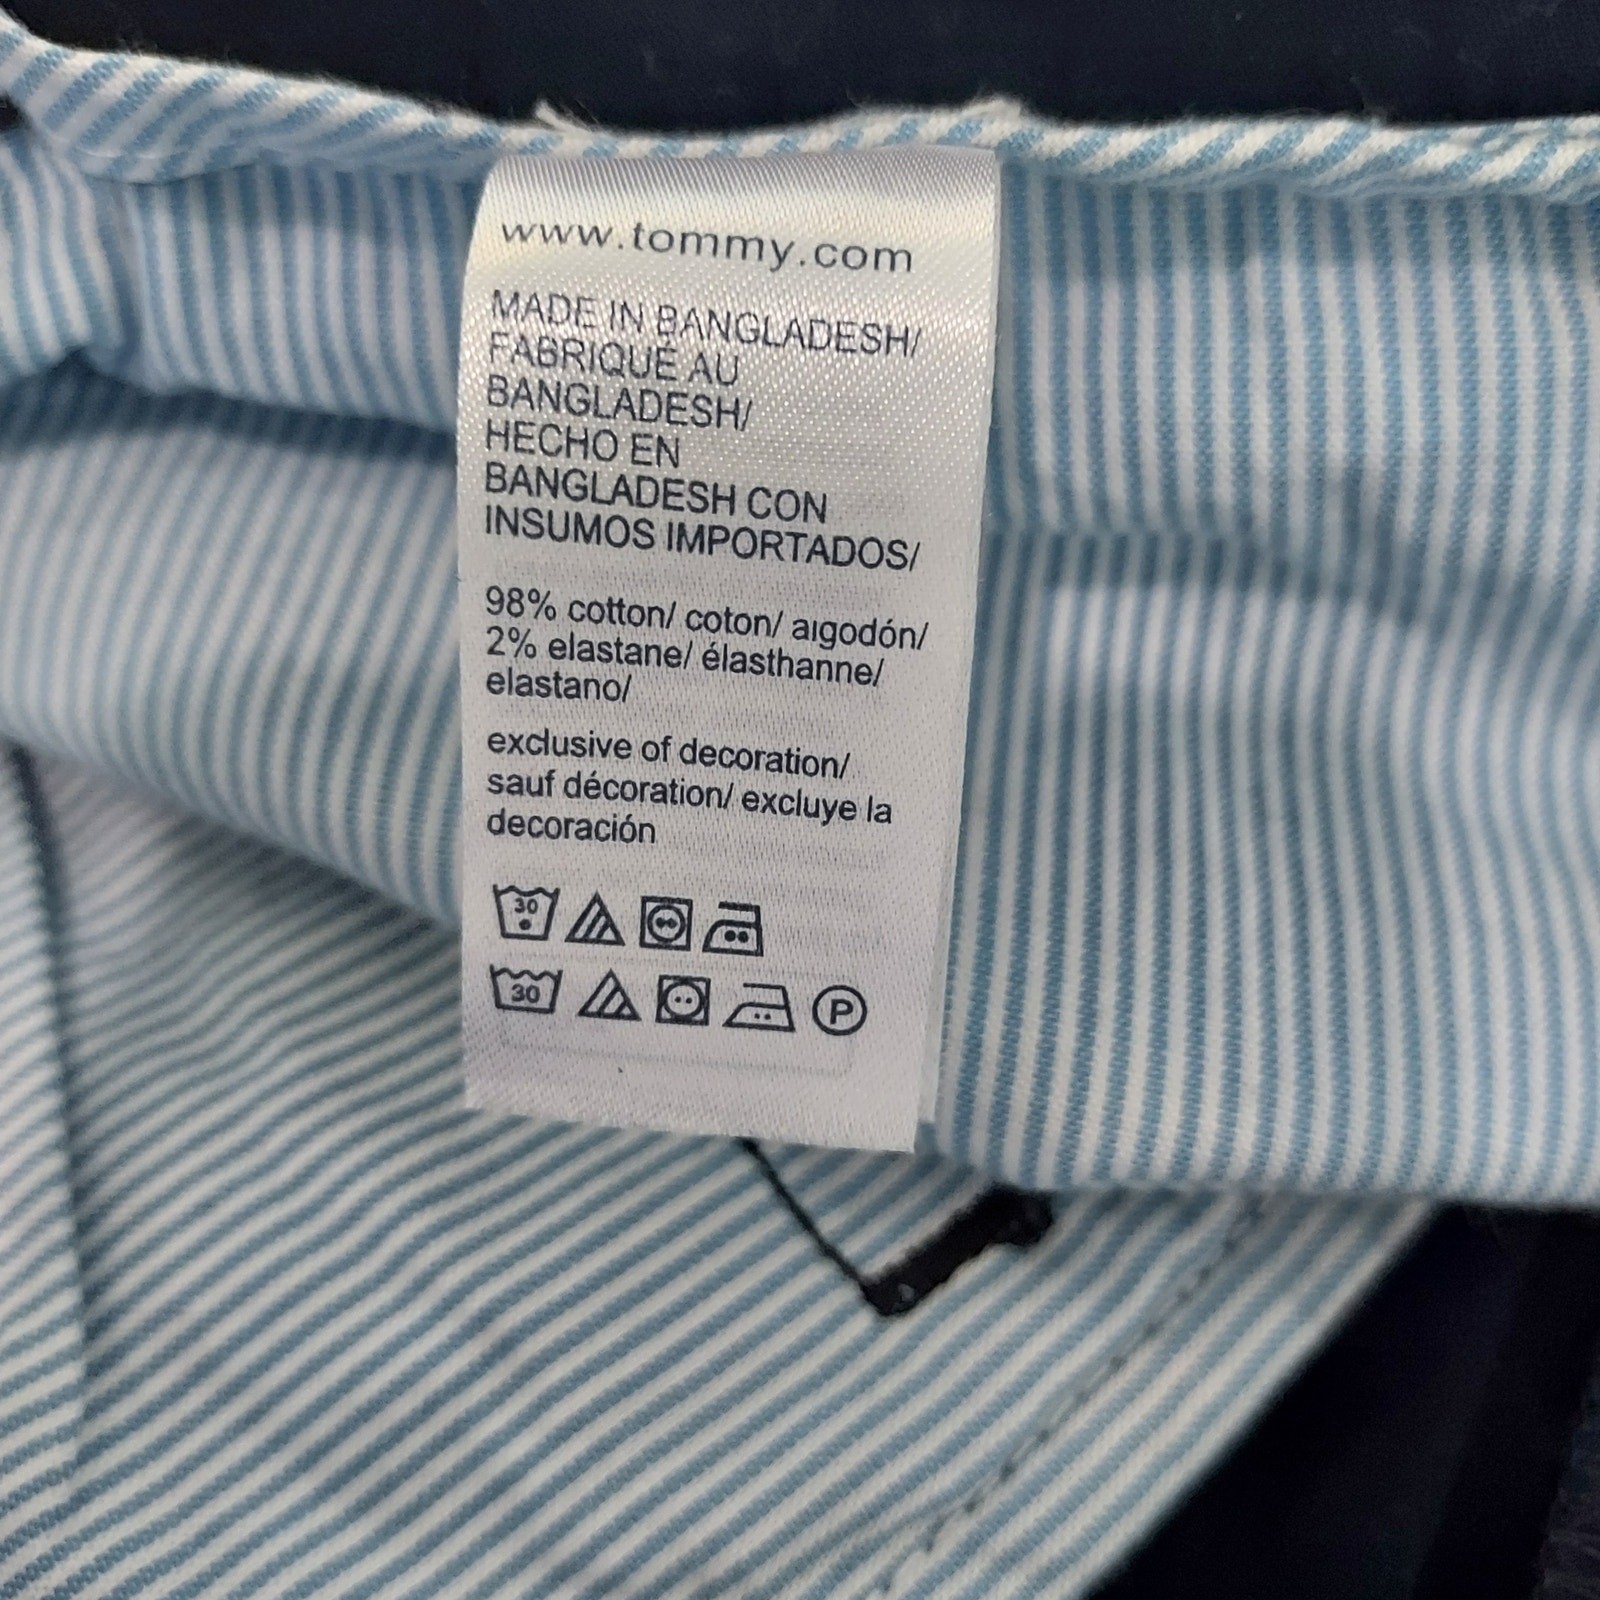 www.tommy.com
MADE IN BANGLADESH/
FABRIQUÉ AU
BANGLADESH/
HECHO EN
BANGLADESH CON
INSUMOS IMPORTADOS/
98% cotton/ coton/ algodón/
2% elastane/ élasthanne/
elastano/
exclusive of decoration/
sauf décoration/ excluye la
decoración
30
30 P